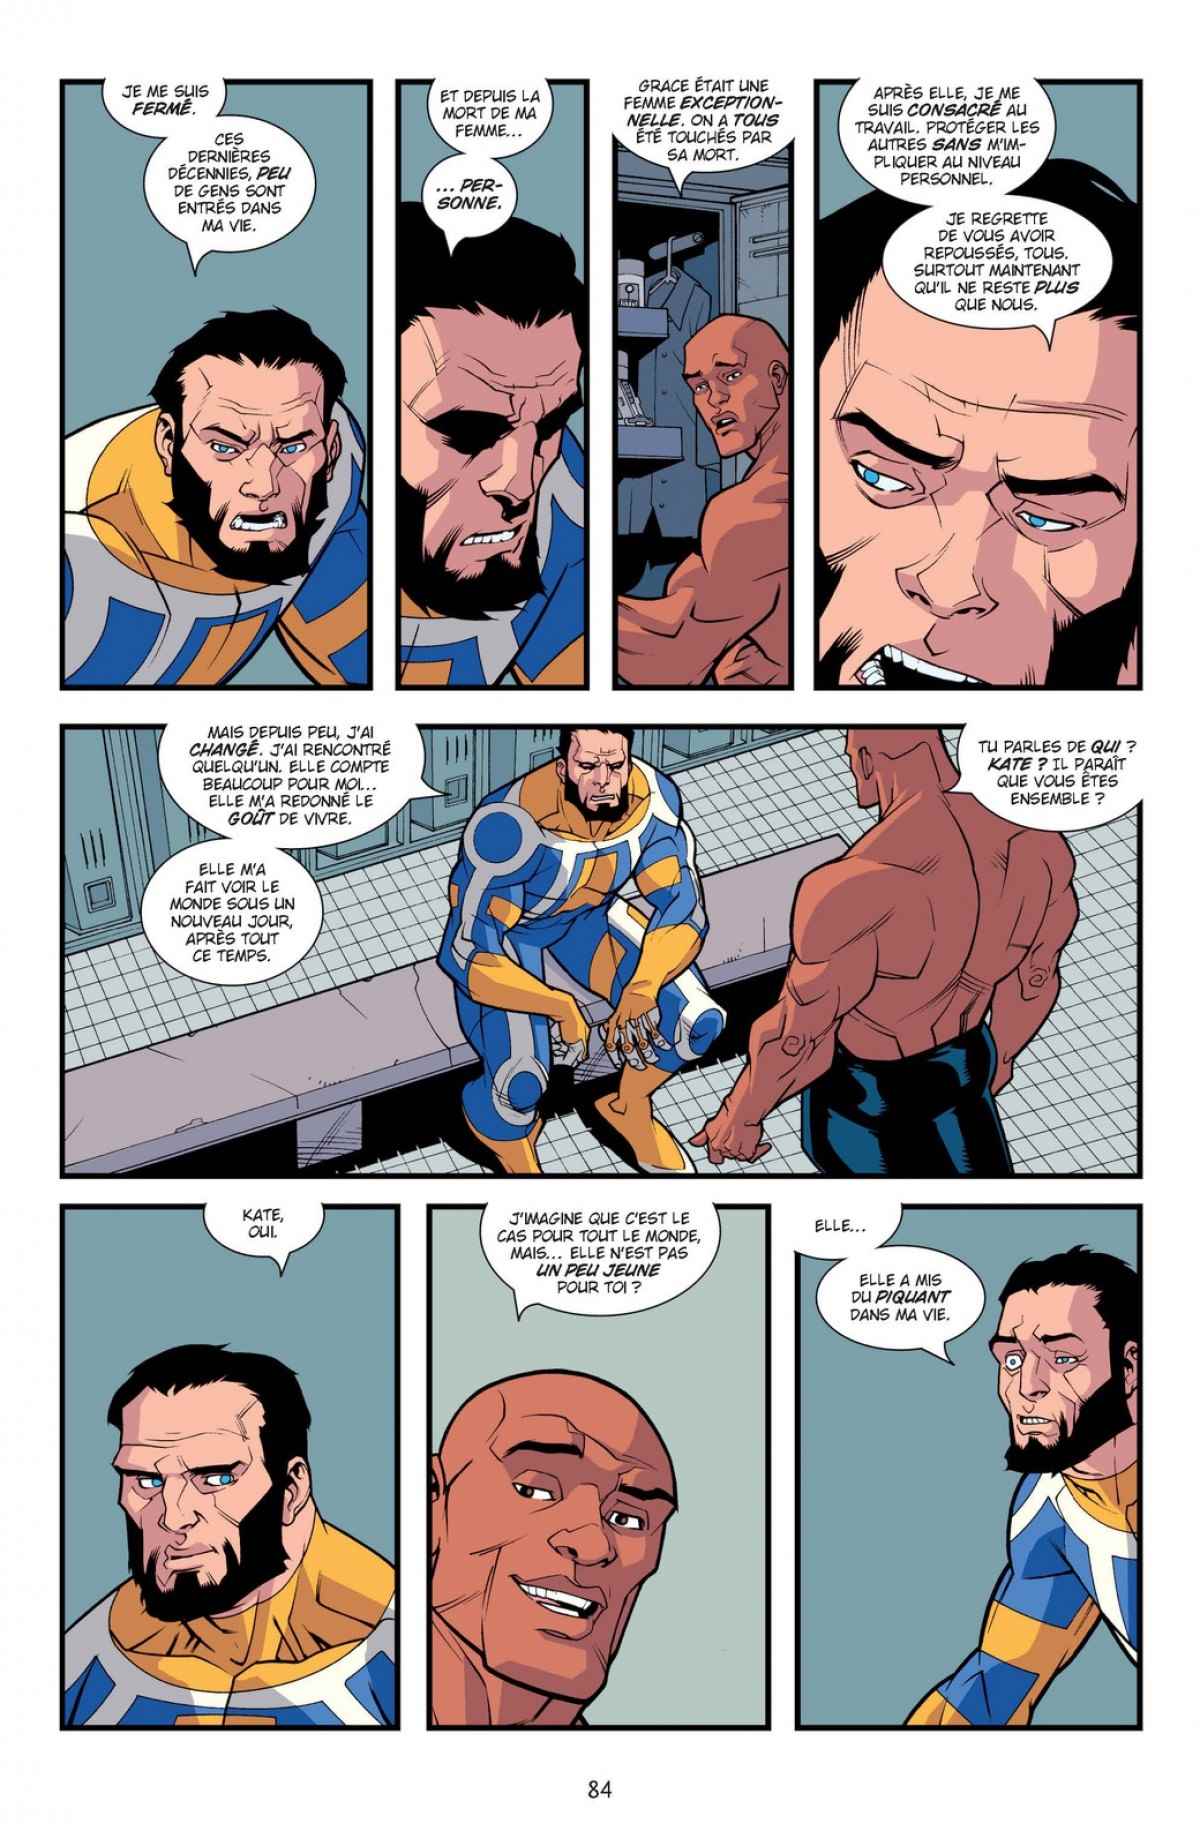 JE ME SUIS
FERMÉ.
CES
DERNIÈRES
DÉCENNIES, PEU
DE GENS SONT
ENTRÉS DANS
MA VIE.
ET DEPUIS LA
MORT DE MA
FEMME...
... PER-
SONNE.
GRACE ÉTAIT UNE
FEMME EXCEPTION-
NELLE. ON A TOUS
ÉTÉ TOUCHÉS PAR
SA MORT.
APRÈS ELLE, JE ME
SUIS CONSACRÉ AU
TRAVAIL. PROTÉGER LES
AUTRES SANS M'IM-
PLIQUER AU NIVEAU
PERSONNEL.
JE REGRETTE
DE VOUS AVOIR
REPOUSSÉS, TOUS.
SURTOUT MAINTENANT
QU'IL NE RESTE PLUS
QUE NOUS.
MAIS DEPUIS PEU, J'AI
CHANGÉ. J'AI RENCONTRÉ
QUELQU'UN. ELLE COMPTE
BEAUCOUP POUR MOI...
ELLE M'A REDONNÉ LE
GOÛT DE VIVRE.
ELLE M'A
FAIT VOIR LE
MONDE SOUS UN
NOUVEAU JOUR,
APRÈS TOUT
CE TEMPS.
TU PARLES DE QUI ?
KATE ? IL PARAÎT
QUE VOUS ÊTES
ENSEMBLE ?
KATE,
OUI.
J'IMAGINE QUE C'EST LE
CAS POUR TOUT LE MONDE,
MAIS... ELLE N'EST PAS
UN PEU JEUNE
POUR TOI ?
ELLE...
ELLE A MIS
DU PIQUANT
DANS MA VIE.
84